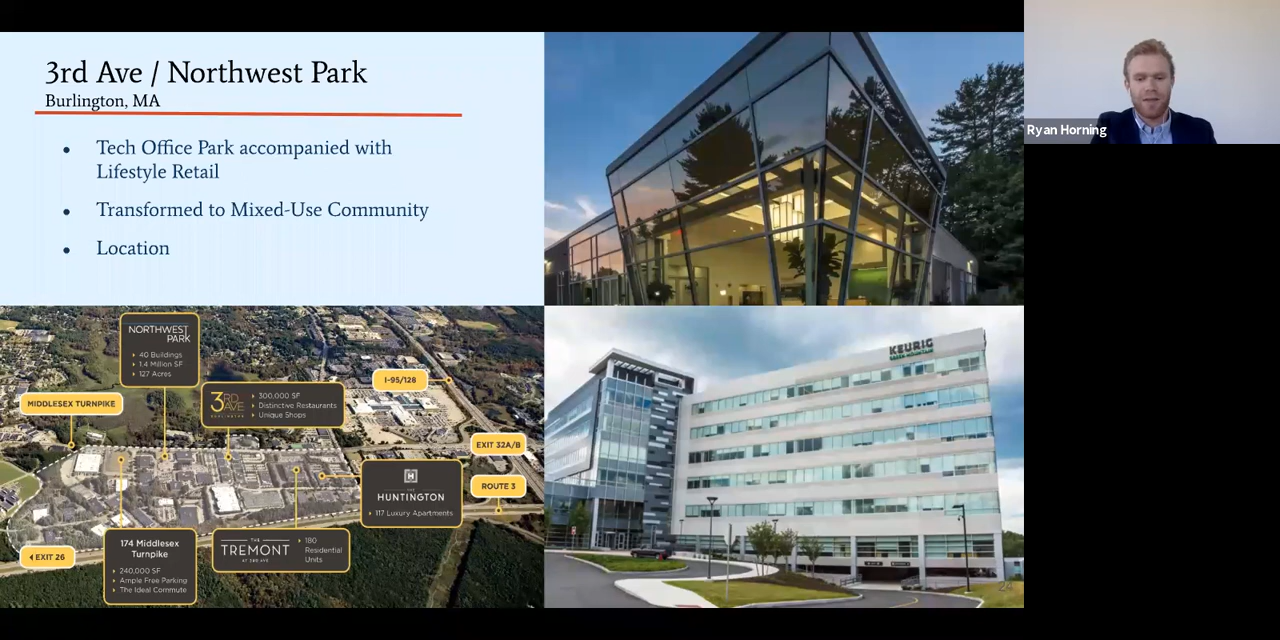 3rd Ave / Northwest Park
Burlington, MA
• Tech Office Park accompanied with
Lifestyle Retail
• Transformed to Mixed-Use Community
• Location
Ryan Horning
NORTHWEST
PARK
40 Buildings
1.4 Million SF
127 Acres
I-95/128
MIDDLESEX TURNPIKE
3RD
AVE
BURLINGTON
300,000 SF
Distinctive Restaurants
Unique Shops
EXIT 32A/B
ROUTE 3
H
HUNTINGTON
117 Luxury Apartments
EXIT 26
174 Middlesex
Turnpike
240,000 SF
Ample Free Parking
The Ideal Commute
THE
TREMONT
AT 3RD AVE
180
Residential
Units
KEURIG
GREEN MOUNTAIN